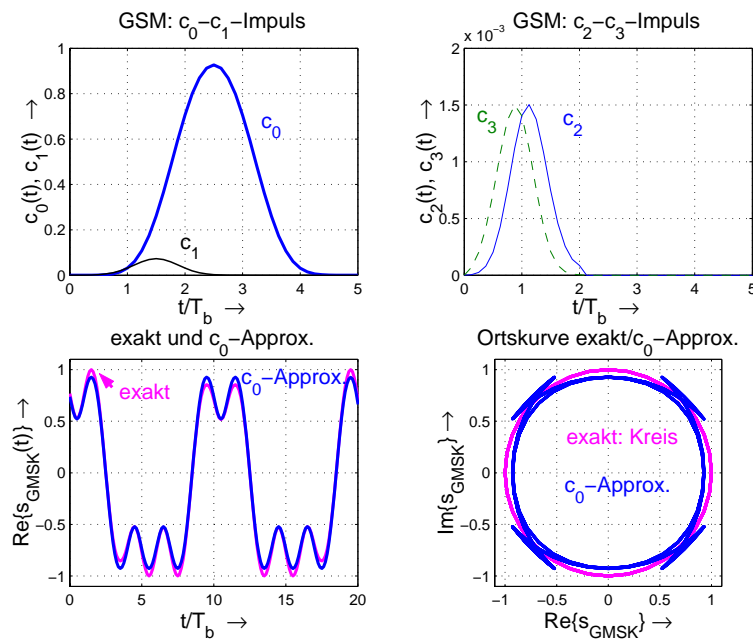 GSM: c0−c1−Impuls
c0(t), c1(t) →
1
0.8
0.6
0.4
0.2
0
c0
c1
0 1 2 3 4 5
t/Tb →
GSM: c2−c3−Impuls
x 10−3
c2(t), c3(t) →
2
1.5
1
0.5
0
c3
c2
0 1 2 3 4 5
t/Tb →
exakt und c0−Approx.
Re{sGMSK(t)} →
1
0.5
0
−0.5
−1
exakt
c0−Approx.
0 5 10 15 20
t/Tb →
Ortskurve exakt/c0−Approx.
Im{sGMSK} →
1
0.5
0
−0.5
−1
exakt: Kreis
c0−Approx.
−1 −0.5 0 0.5 1
Re{sGMSK} →